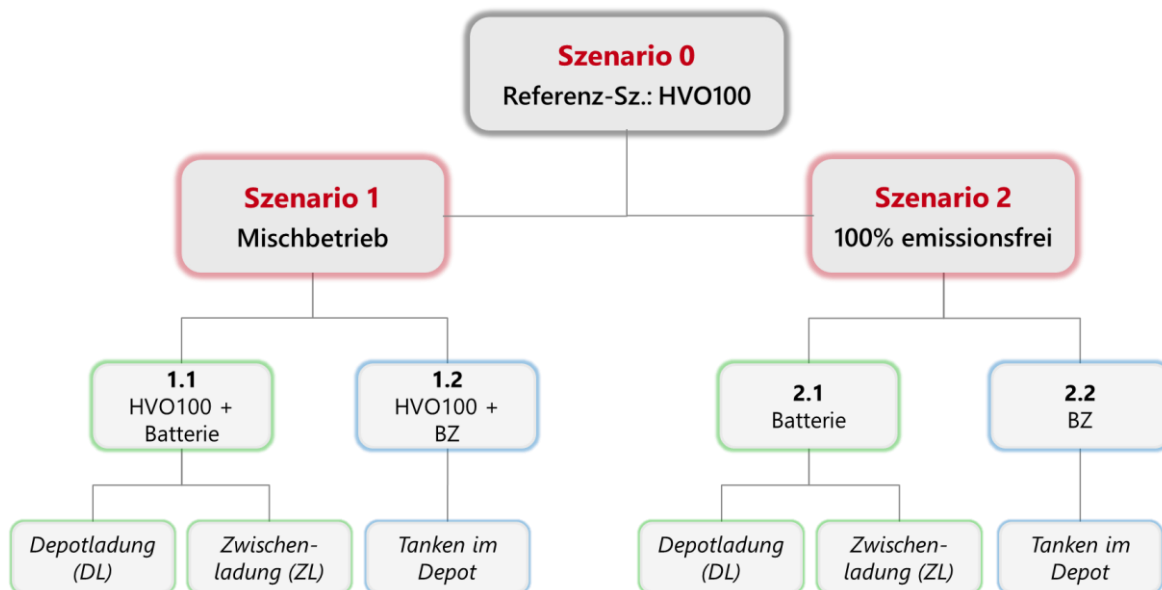 Szenario 0
Referenz-Sz.: HVO100
Szenario 1
Mischbetrieb
Szenario 2
100% emissionsfrei
1.1
HVO100 +
Batterie
1.2
HVO100 +
BZ
2.1
Batterie
2.2
BZ
Depotladung
(DL)
Zwischen-
ladung (ZL)
Tanken im
Depot
Depotladung
(DL)
Zwischen-
ladung (ZL)
Tanken im
Depot